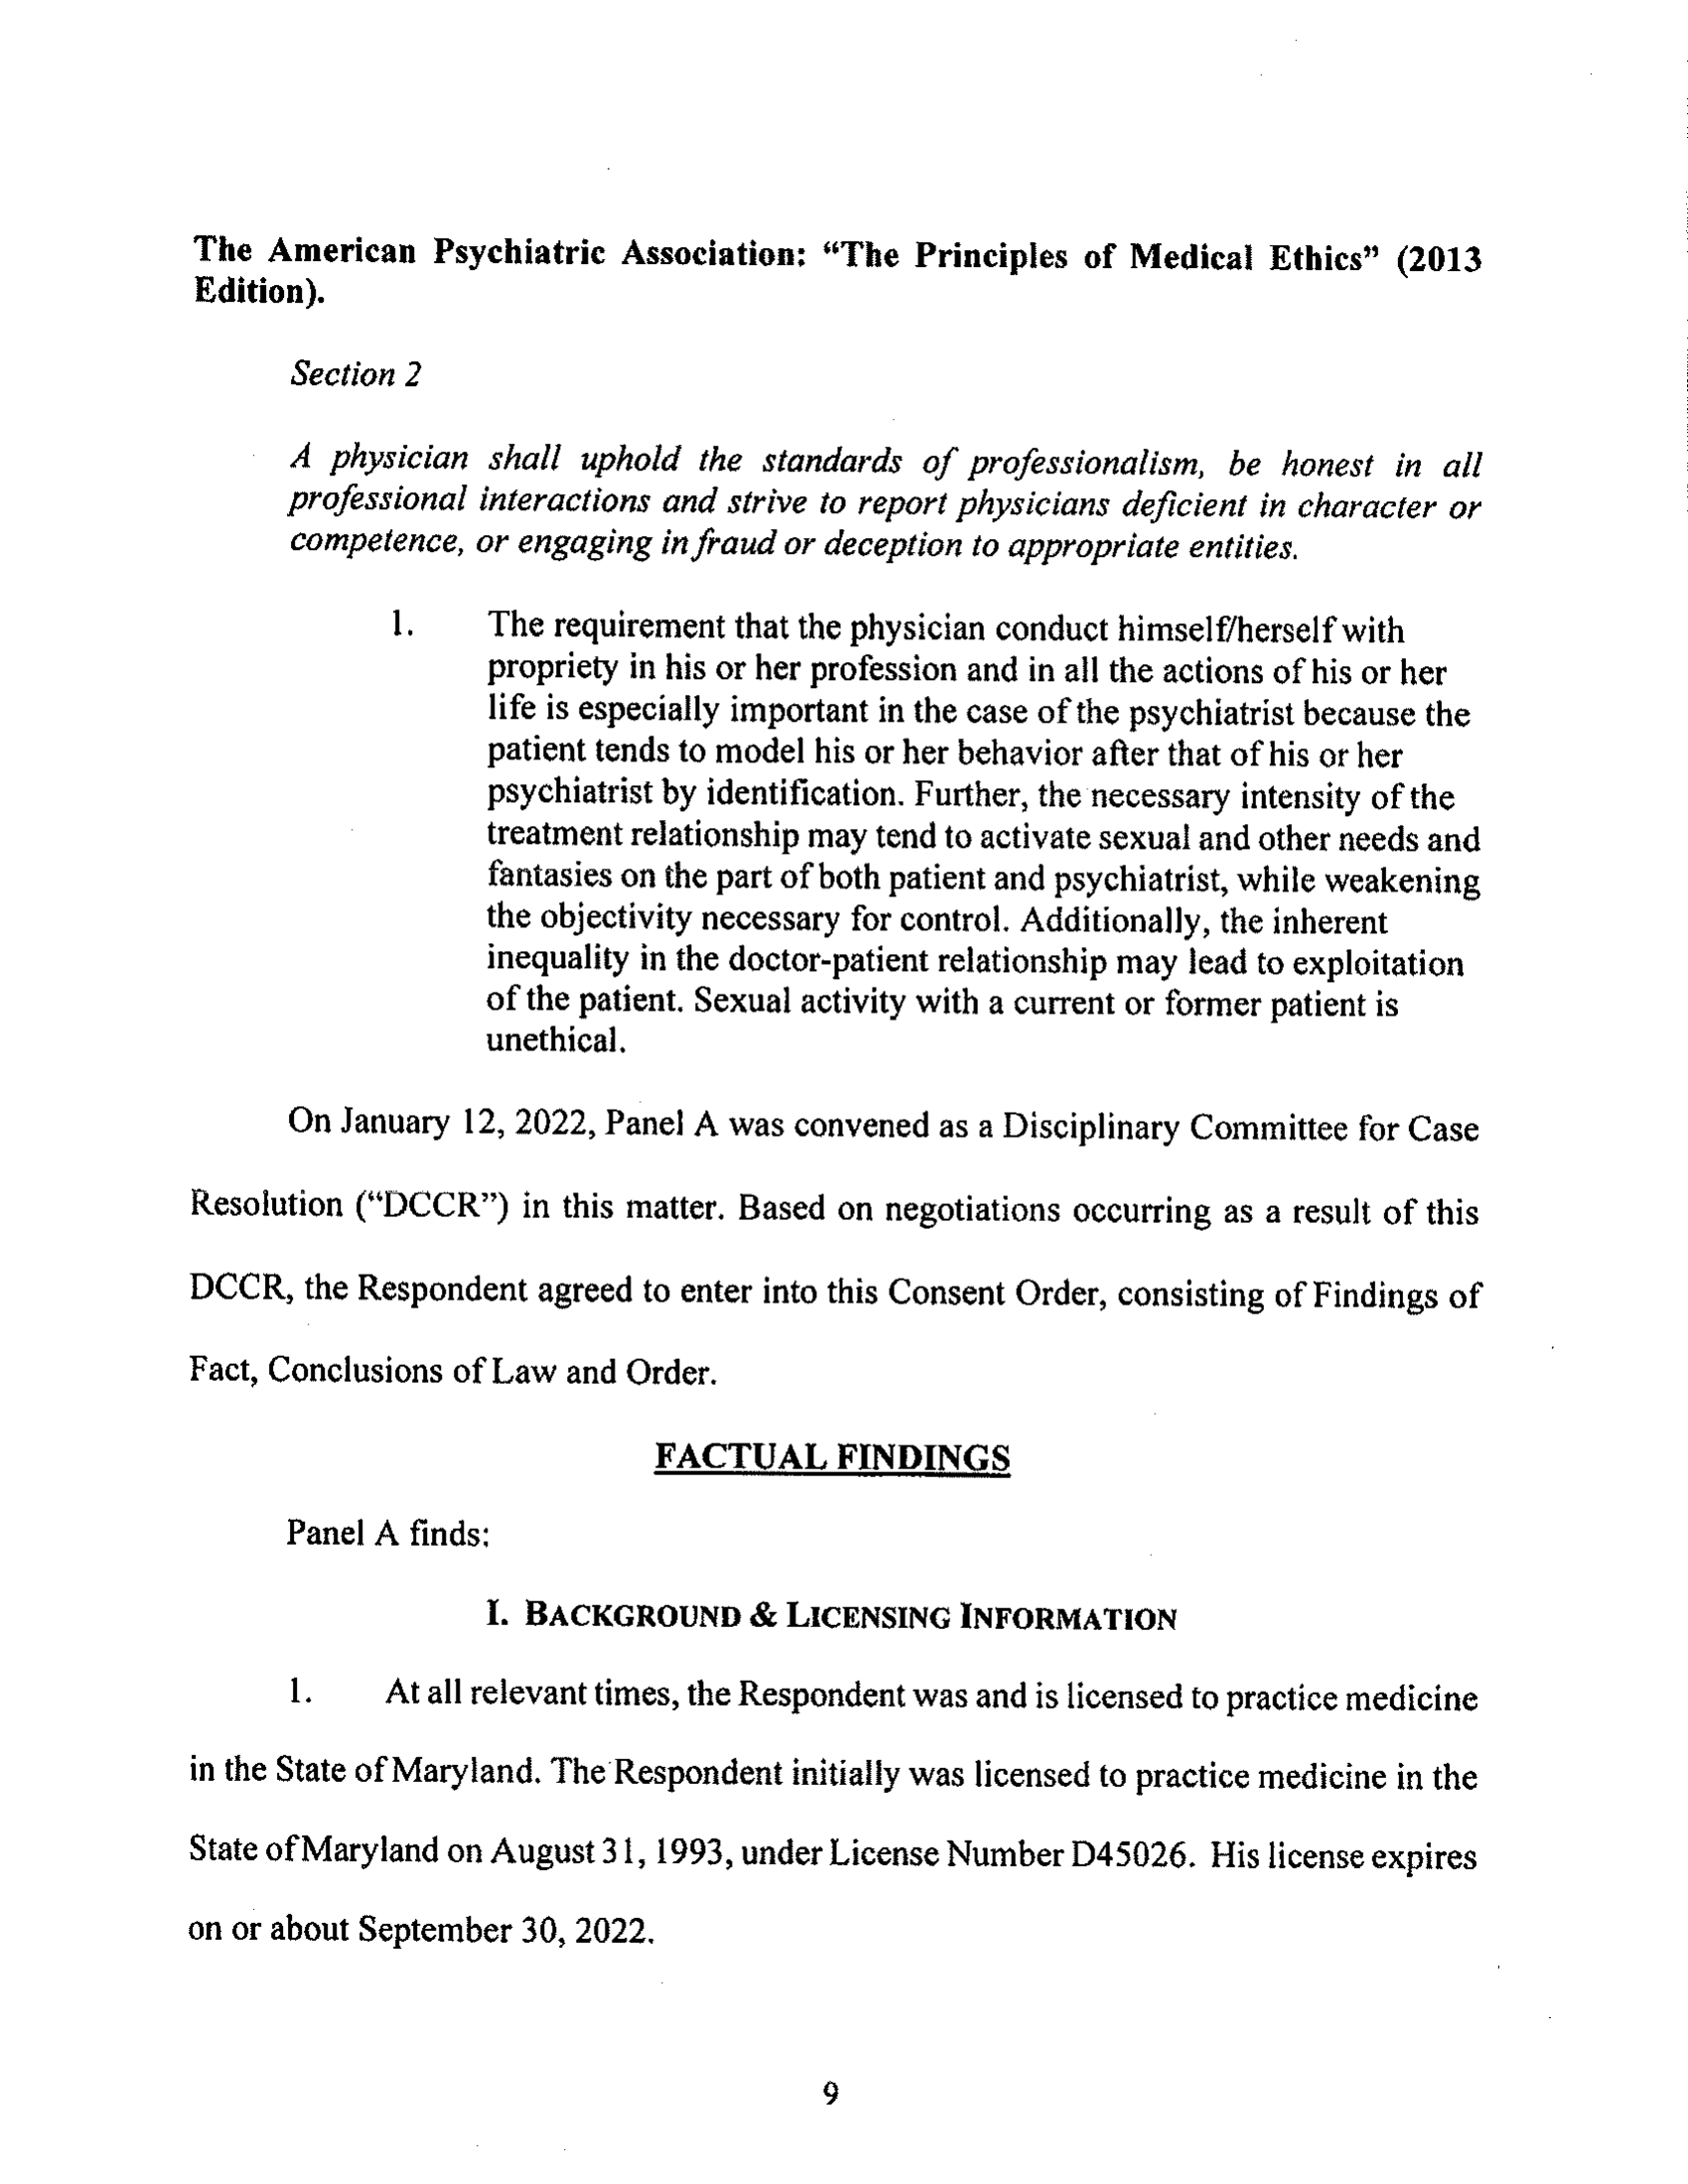 The American Psychiatric Association: “The Principles of Medical Ethics” (2013
Edition).
Section 2
A physician shall uphold the standards of professionalism, be honest in all
professional interactions and strive to report physicians deficient in character or
competence, or engaging in fraud or deception to appropriate entities.
1. The requirement that the physician conduct himself/herself with
propriety in his or her profession and in all the actions of his or her
life is especially important in the case of the psychiatrist because the
patient tends to model his or her behavior after that of his or her
psychiatrist by identification. Further, the necessary intensity of the
treatment relationship may tend to activate sexual and other needs and
fantasies on the part of both patient and psychiatrist, while weakening
the objectivity necessary for control. Additionally, the inherent
inequality in the doctor-patient relationship may lead to exploitation
of the patient. Sexual activity with a current or former patient is
unethical.
On January 12, 2022, Panel A was convened as a Disciplinary Committee for Case
Resolution (“DCCR”) in this matter. Based on negotiations occurring as a result of this
DCCR, the Respondent agreed to enter into this Consent Order, consisting of Findings of
Fact, Conclusions of Law and Order.
FACTUAL FINDINGS
Panel A finds:
I. BACKGROUND & LICENSING INFORMATION
1. At all relevant times, the Respondent was and is licensed to practice medicine
in the State of Maryland. The Respondent initially was licensed to practice medicine in the
State of Maryland on August 31, 1993, under License Number D45026. His license expires
on or about September 30, 2022.
9